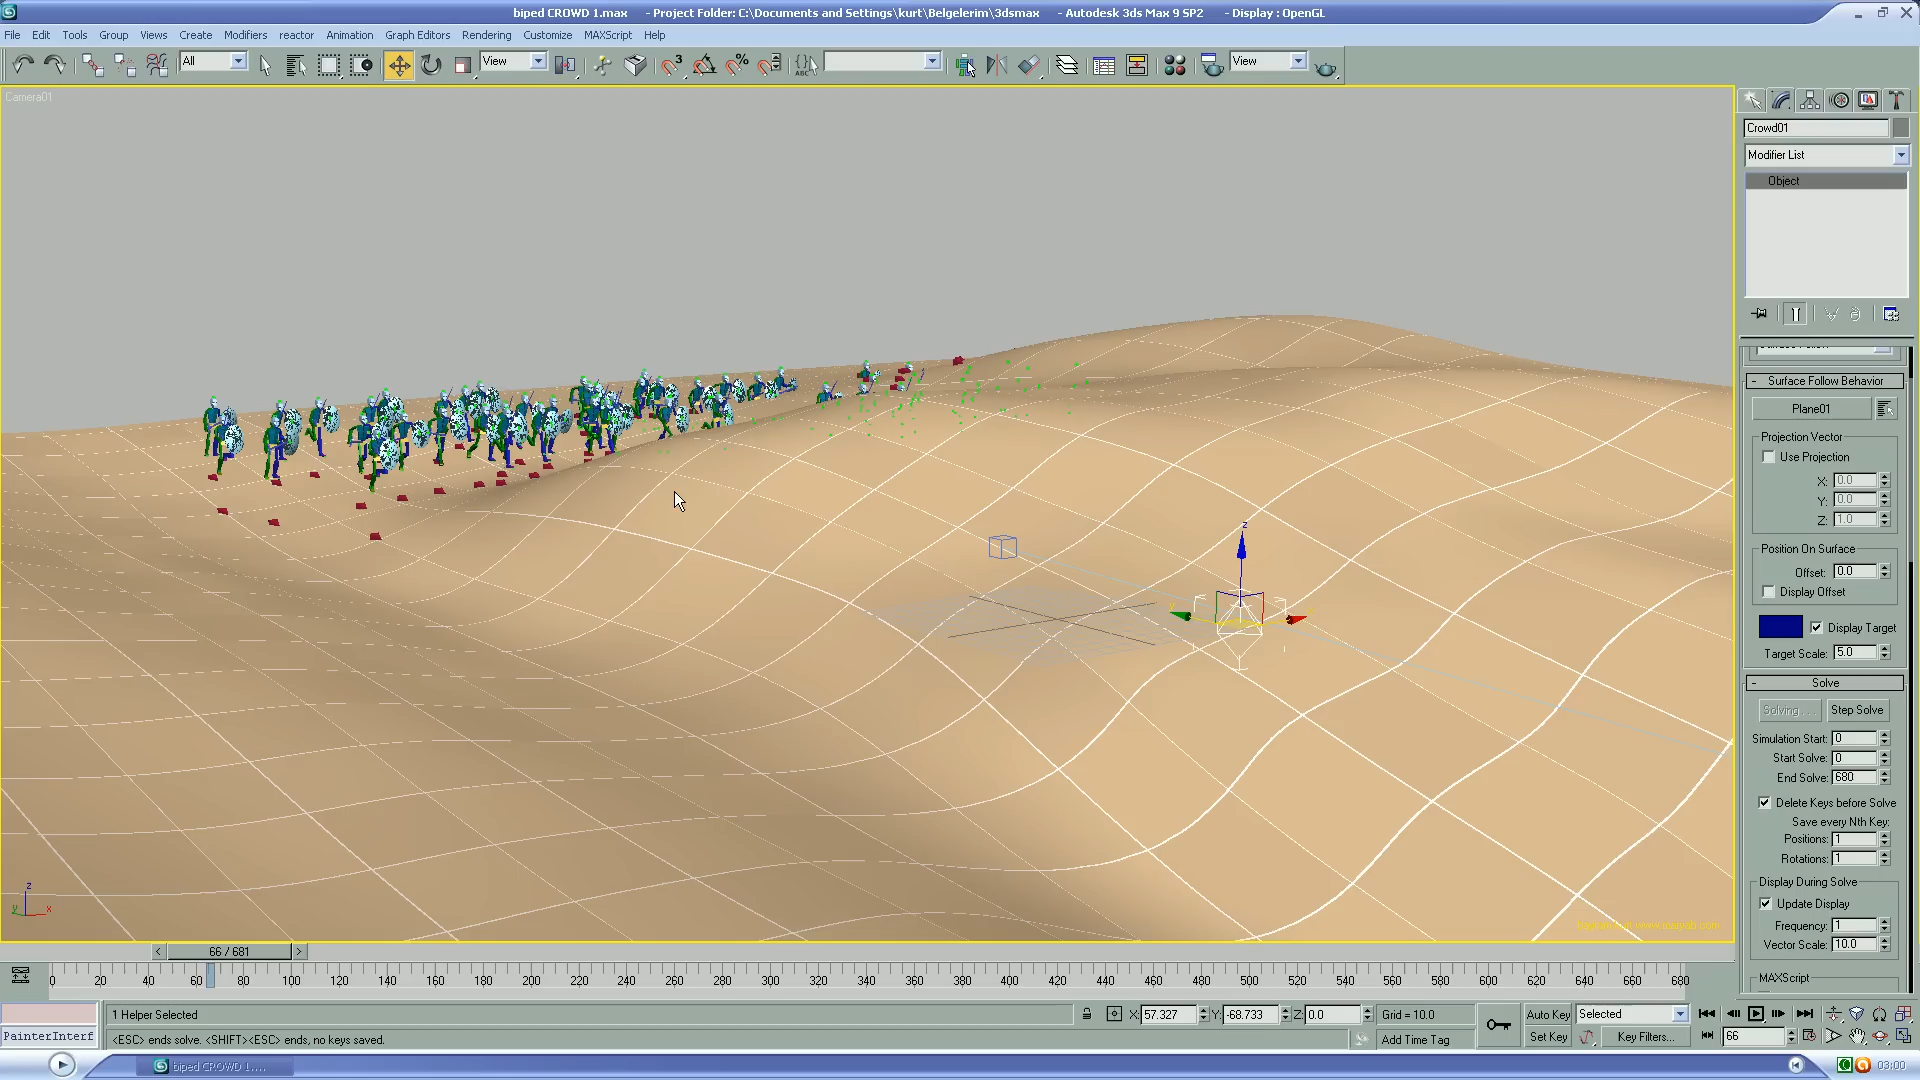 biped CROWD 1.max - Project Folder: C:\Documents and Settings\kurt\Belgelerim\3dsmax - Autodesk 3ds Max 9 SP2 - Display : OpenGL
File Edit Tools Group Views Create Modifiers reactor Animation Graph Editors Rendering Customize MAXScript Help
All View 3 % ABC View
Camera01
Crowd01
Modifier List
Object
- Surface Follow Behavior
Plane01
Projection Vector
Use Projection
X: 0.0
Y: 0.0
Z: 1.0
Position On Surface
Offset: 0.0
Display Offset
Display Target
Target Scale: 5.0
- Solve
Solving... Step Solve
Simulation Start: 0
Start Solve: 0
End Solve: 680
Delete Keys before Solve
Save every Nth Key:
Positions: 1
Rotations: 1
Display During Solve
Update Display
Frequency: 1
Vector Scale: 10.0
MAXScript
z
z
y x
< 66 / 681 >
0 20 40 60 80 100 120 140 160 180 200 220 240 260 280 300 320 340 360 380 400 420 440 460 480 500 520 540 560 580 600 620 640 660 680
1 Helper Selected X: 57.327 Y: -68.733 Z: 0.0 Grid = 10.0 Auto Key Selected
PainterInterf <ESC> ends solve. <SHIFT><ESC> ends, no keys saved. Add Time Tag Set Key Key Filters... 66
biped CROWD 1.... 03:00